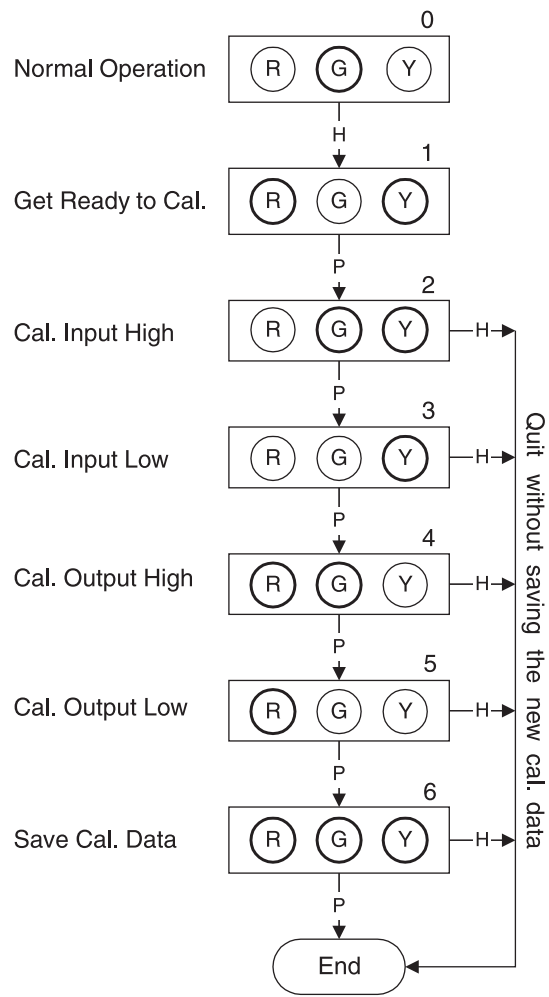 0
Normal Operation R G Y
H
1
Get Ready to Cal. R G Y
P
2
Cal. Input High R G Y H
P
3
Cal. Input Low R G Y H
P
4
Cal. Output High R G Y H
P
5
Cal. Output Low R G Y H
P
6
Save Cal. Data R G Y H
P
End
Quit without saving the new cal. data